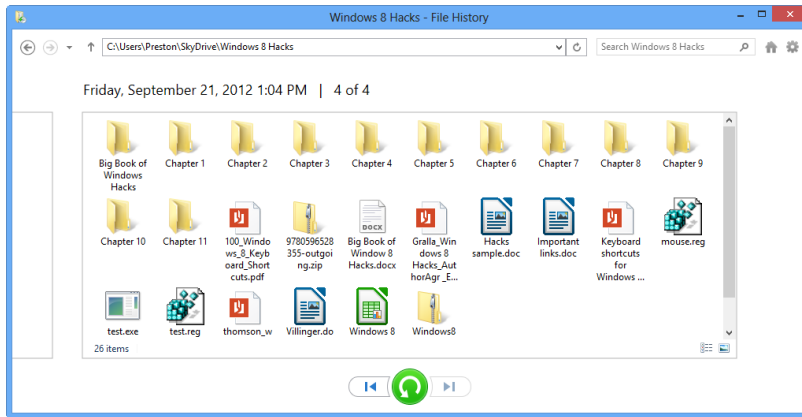 Windows 8 Hacks - File History
C:\Users\Preston\SkyDrive\Windows 8 Hacks
Search Windows 8 Hacks
Friday, September 21, 2012 1:04 PM | 4 of 4
Big Book of
Windows
Hacks
Chapter 1
Chapter 2
Chapter 3
Chapter 4
Chapter 5
Chapter 6
Chapter 7
Chapter 8
Chapter 9
Chapter 10
Chapter 11
100_Windo
ws_8_Keyb
oard_Short
cuts.pdf
9780596528
355-outgoi
ng.zip
DOCX
Big Book of
Window 8
Hacks.docx
Gralla_Win
dows 8
Hacks_Aut
horAgr_E...
Hacks
sample.doc
Important
links.doc
Keyboard
shortcuts
for
Windows ...
mouse.reg
test.exe
test.reg
thomson_w
Villinger.do
Windows 8
Windows8
26 items